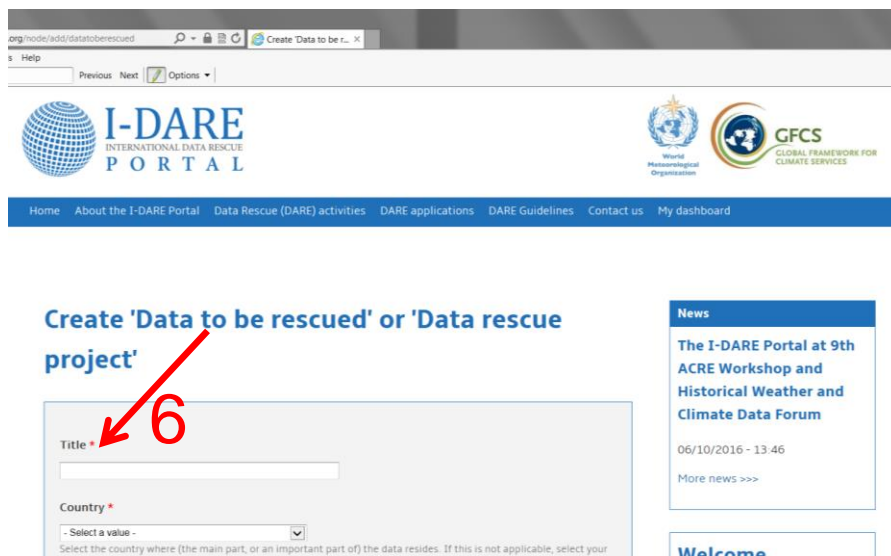 .org/node/add/datatoberescued
Create 'Data to be r...
s Help
Previous Next Options
I-DARE
INTERNATIONAL DATA RESCUE
PORTAL
World
Meteorological
Organization
GFCS
GLOBAL FRAMEWORK FOR
CLIMATE SERVICES
Home About the I-DARE Portal Data Rescue (DARE) activities DARE applications DARE Guidelines Contact us My dashboard
Create 'Data to be rescued' or 'Data rescue
project'
6
Title *
Country *
- Select a value -
Select the country where (the main part, or an important part of) the data resides. If this is not applicable, select your
News
The I-DARE Portal at 9th
ACRE Workshop and
Historical Weather and
Climate Data Forum
06/10/2016 - 13:46
More news >>>
Welcome